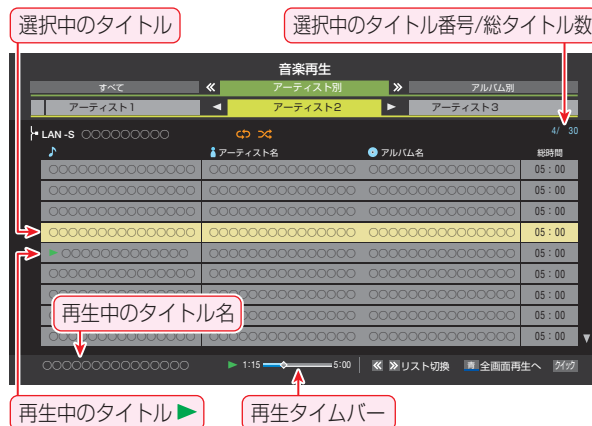 選択中のタイトル
選択中のタイトル番号/総タイトル数
音楽再生
すべて « アーティスト別 » アルバム別
アーティスト1 ◀ アーティスト2 ▶ アーティスト3
LAN -S ○○○○○○○○○ 4/ 30
♪ アーティスト名 アルバム名 総時間
○○○○○○○○○○○○○○ ○○○○○○○○○○○○○○ ○○○○○○○○○○○○○○ 05:00
○○○○○○○○○○○○○○ ○○○○○○○○○○○○○○ ○○○○○○○○○○○○○○ 05:00
○○○○○○○○○○○○○○ ○○○○○○○○○○○○○○ ○○○○○○○○○○○○○○ 05:00
○○○○○○○○○○○○○○ ○○○○○○○○○○○○○○ ○○○○○○○○○○○○○○ 05:00
▶ ○○○○○○○○○○○○ ○○○○○○○○○○○○○○ ○○○○○○○○○○○○○○ 05:00
○○○○○○○○○○○○○○ ○○○○○○○○○○○○○○ ○○○○○○○○○○○○○○ 05:00
○○○○○○○○○○○○○○ ○○○○○○○○○○○○○○ ○○○○○○○○○○○○○○ 05:00
再生中のタイトル名
○○○○○○○○○○○○○○ ○○○○○○○○○○○○○○ ○○○○○○○○○○○○○○ 05:00
○○○○○○○○○○○○○○ ○○○○○○○○○○○○○○ ○○○○○○○○○○○○○○ 05:00 ▼
○○○○○○○○○○○○○○ ▶ 1:15 5:00 « » リスト切換 青 全画面再生へ クイック
再生中のタイトル ▶
再生タイムバー